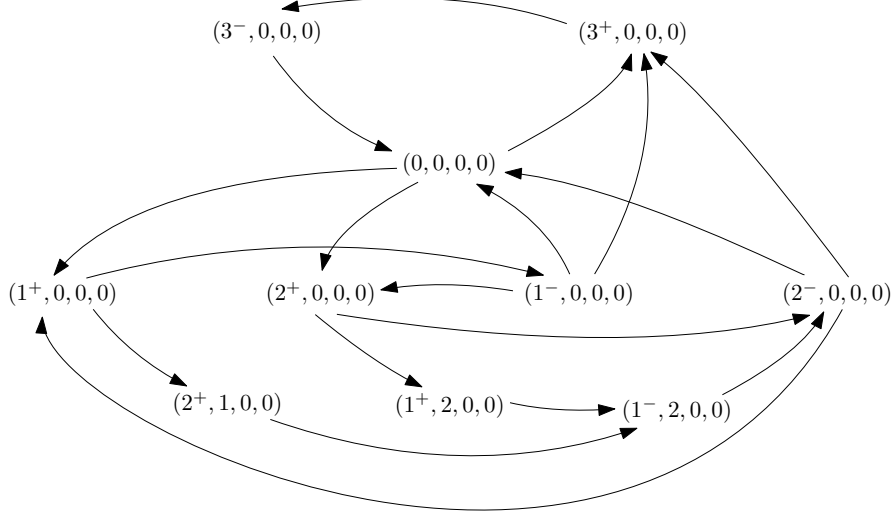 (3⁻, 0, 0, 0) (3⁺, 0, 0, 0)
(0, 0, 0, 0)
(1⁺, 0, 0, 0) (2⁺, 0, 0, 0) (1⁻, 0, 0, 0) (2⁻, 0, 0, 0)
(2⁺, 1, 0, 0) (1⁺, 2, 0, 0) (1⁻, 2, 0, 0)